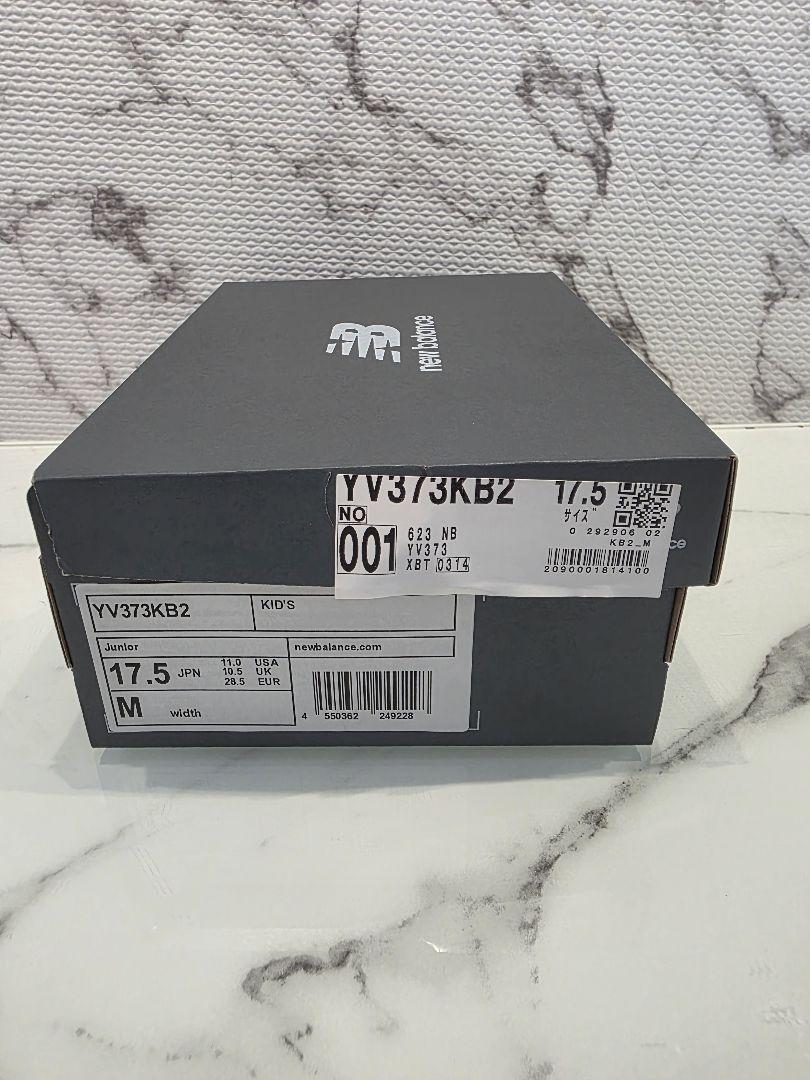 new balance
YV373KB2 17.5
サイズ
NO
001
623 NB
YV373
XBT 0314
0 292906 02
KB2_M
2090001814100
ce
YV373KB2
KID'S
Junior
newbalance.com
17.5 JPN
11.0 USA
10.5 UK
28.5 EUR
M width
4 550362 249228